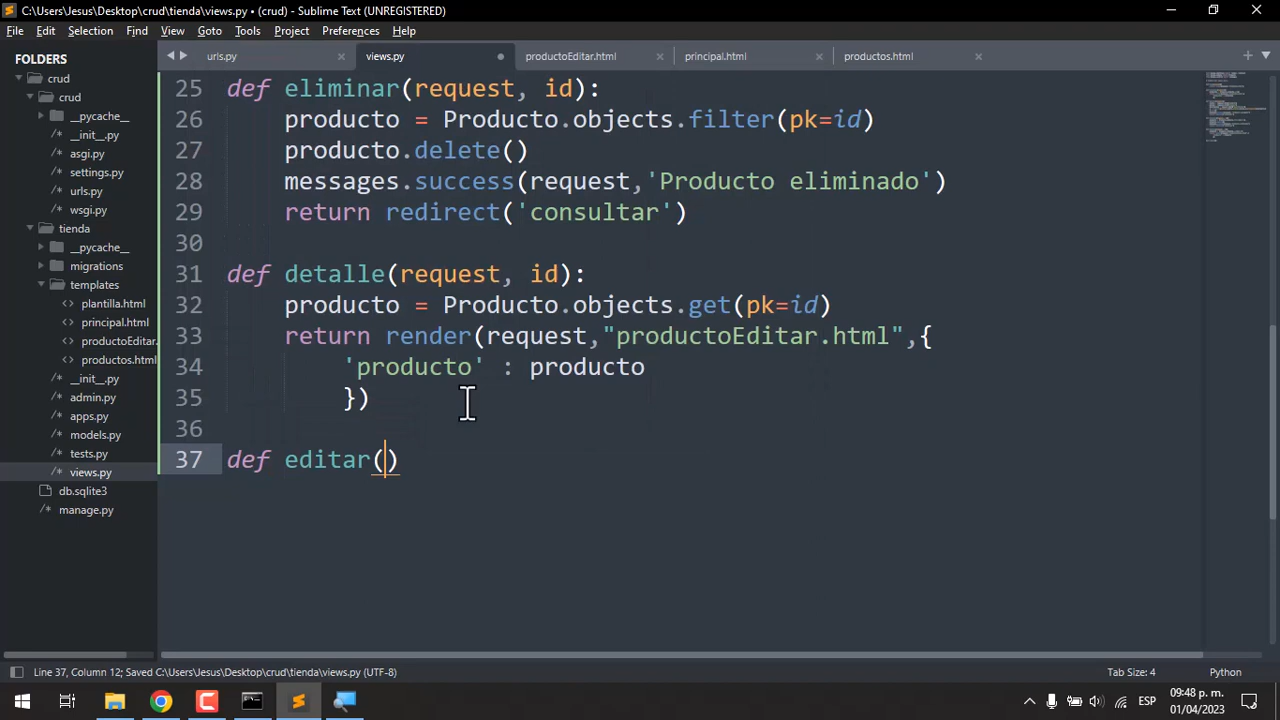 C:\Users\Jesus\Desktop\crud\tienda\views.py • (crud) - Sublime Text (UNREGISTERED)
File Edit Selection Find View Goto Tools Project Preferences Help
FOLDERS
crud
crud
__pycache__
__init__.py
asgi.py
settings.py
urls.py
wsgi.py
tienda
__pycache__
migrations
templates
plantilla.html
principal.html
productoEditar.
productos.html
__init__.py
admin.py
apps.py
models.py
tests.py
views.py
db.sqlite3
manage.py
urls.py views.py productoEditar.html principal.html productos.html
25 def eliminar(request, id):
26 producto = Producto.objects.filter(pk=id)
27 producto.delete()
28 messages.success(request,'Producto eliminado')
29 return redirect('consultar')
30
31 def detalle(request, id):
32 producto = Producto.objects.get(pk=id)
33 return render(request,"productoEditar.html",{
34 'producto' : producto
35 })
36
37 def editar()
Line 37, Column 12; Saved C:\Users\Jesus\Desktop\crud\tienda\views.py (UTF-8) Tab Size: 4 Python
ESP
09:48 p. m.
01/04/2023